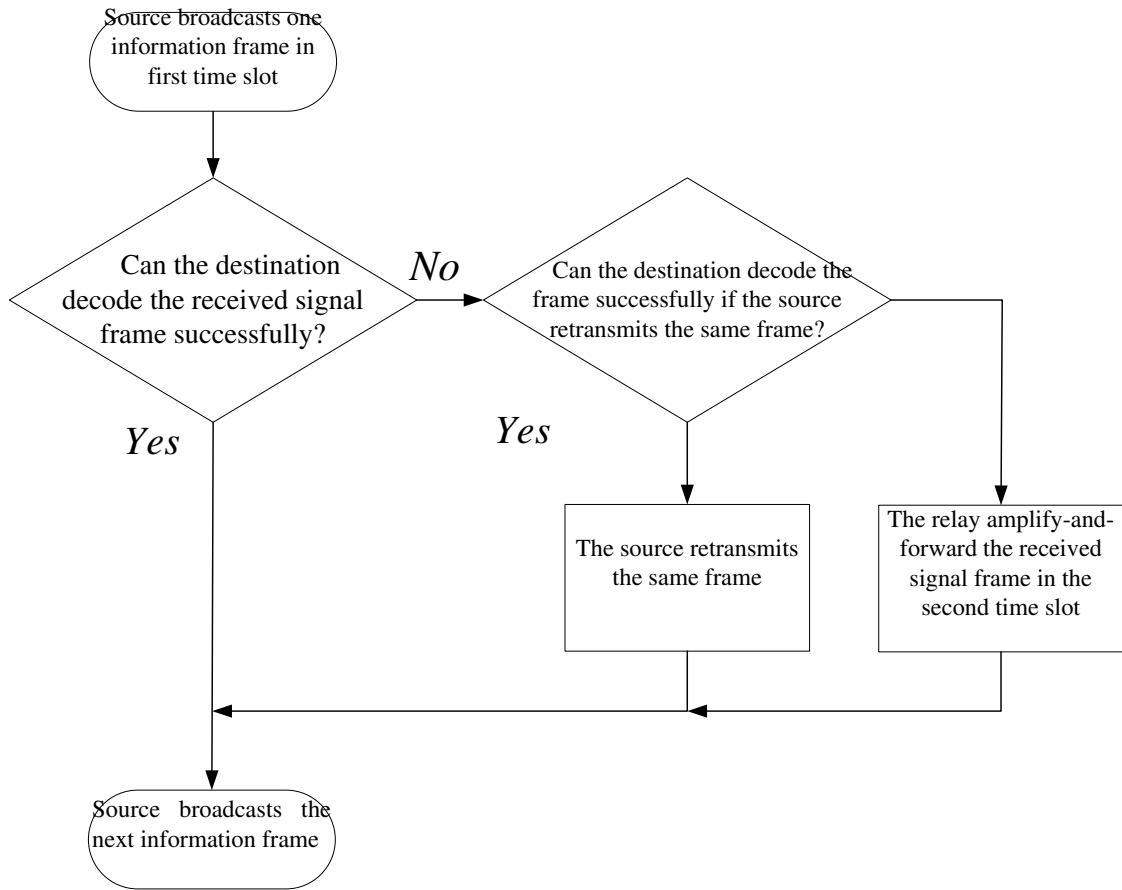 Source broadcasts one
information frame in
first time slot
Can the destination
decode the received signal
frame successfully?
No
Can the destination decode the
frame successfully if the source
retransmits the same frame?
Yes
Yes
The source retransmits
the same frame
The relay amplify-and-
forward the received
signal frame in the
second time slot
Source broadcasts the
next information frame